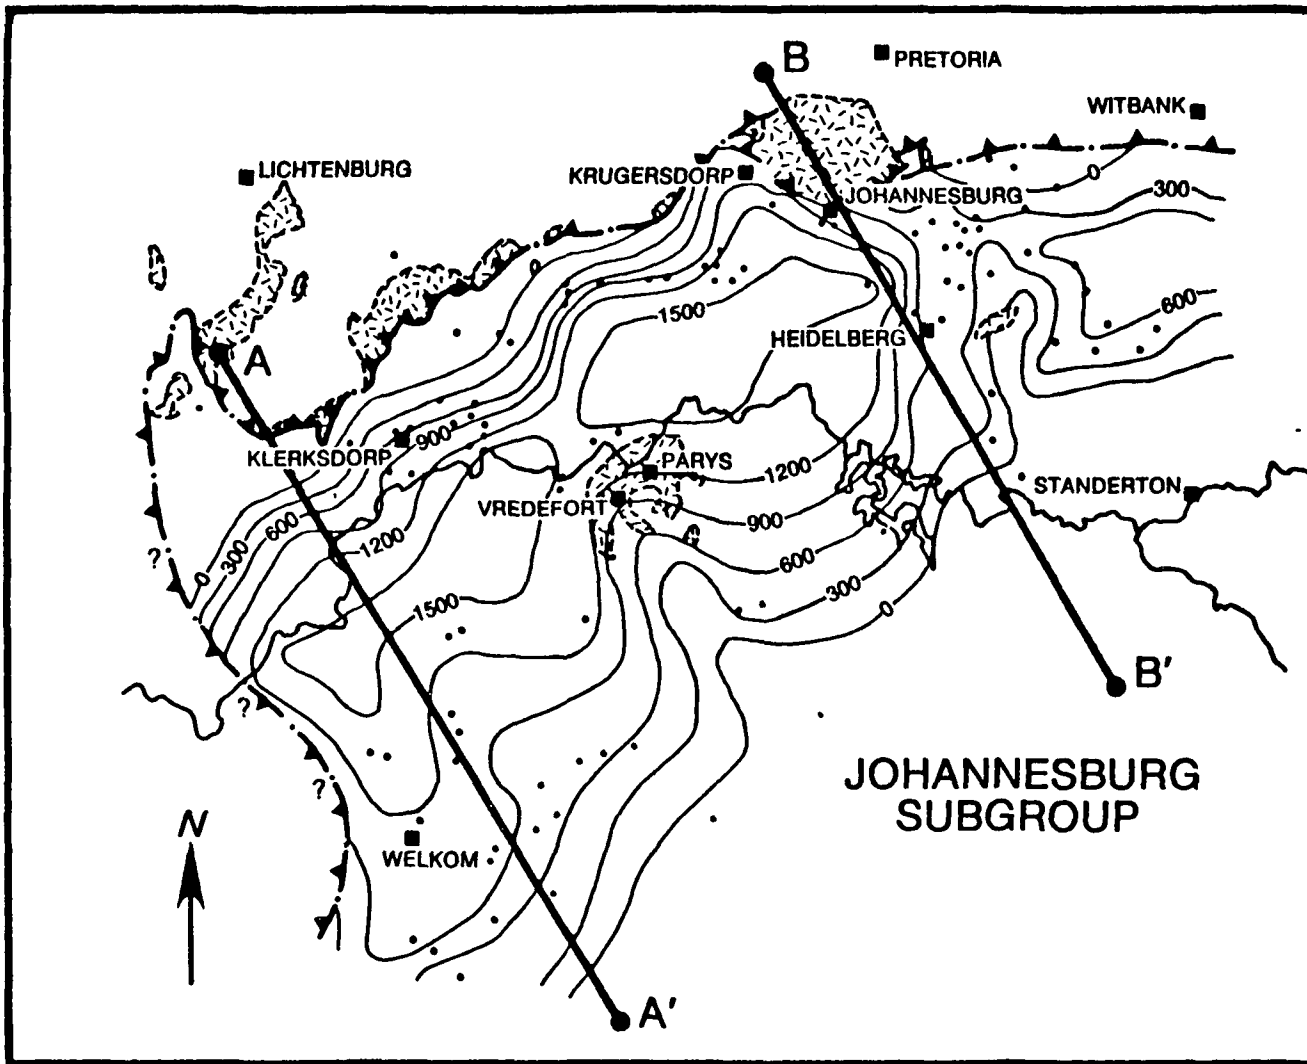 B
PRETORIA
WITBANK
LICHTENBURG
KRUGERSDORP
0
300
JOHANNESBURG
0
600
1500
HEIDELBERG
A
900
KLERKSDORP
PARYS
1200
STANDERTON
VREDEFORT
900
600
1200
600
300
0
?
300
0
1500
B'
?
?
JOHANNESBURG
SUBGROUP
N
WELKOM
A'